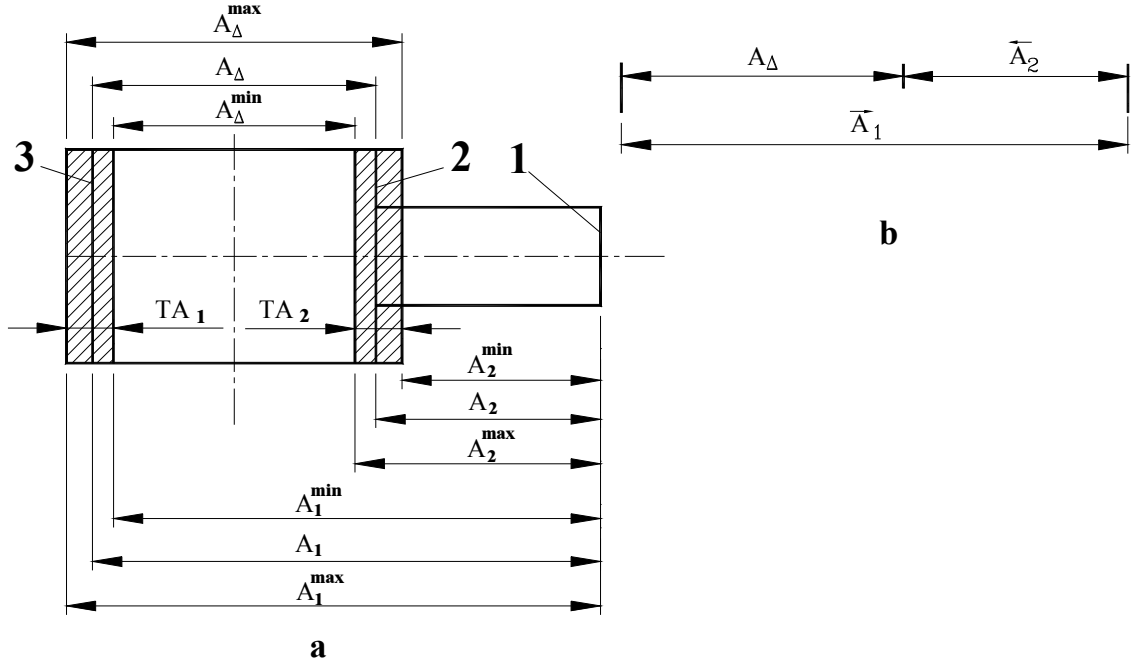 A_Δ^max
A_Δ
A_Δ^min
A_Δ A_2
A_1
3 2 1
b
TA 1 TA 2
A_2^min
A_2
A_2^max
A_1^min
A_1
A_1^max
a